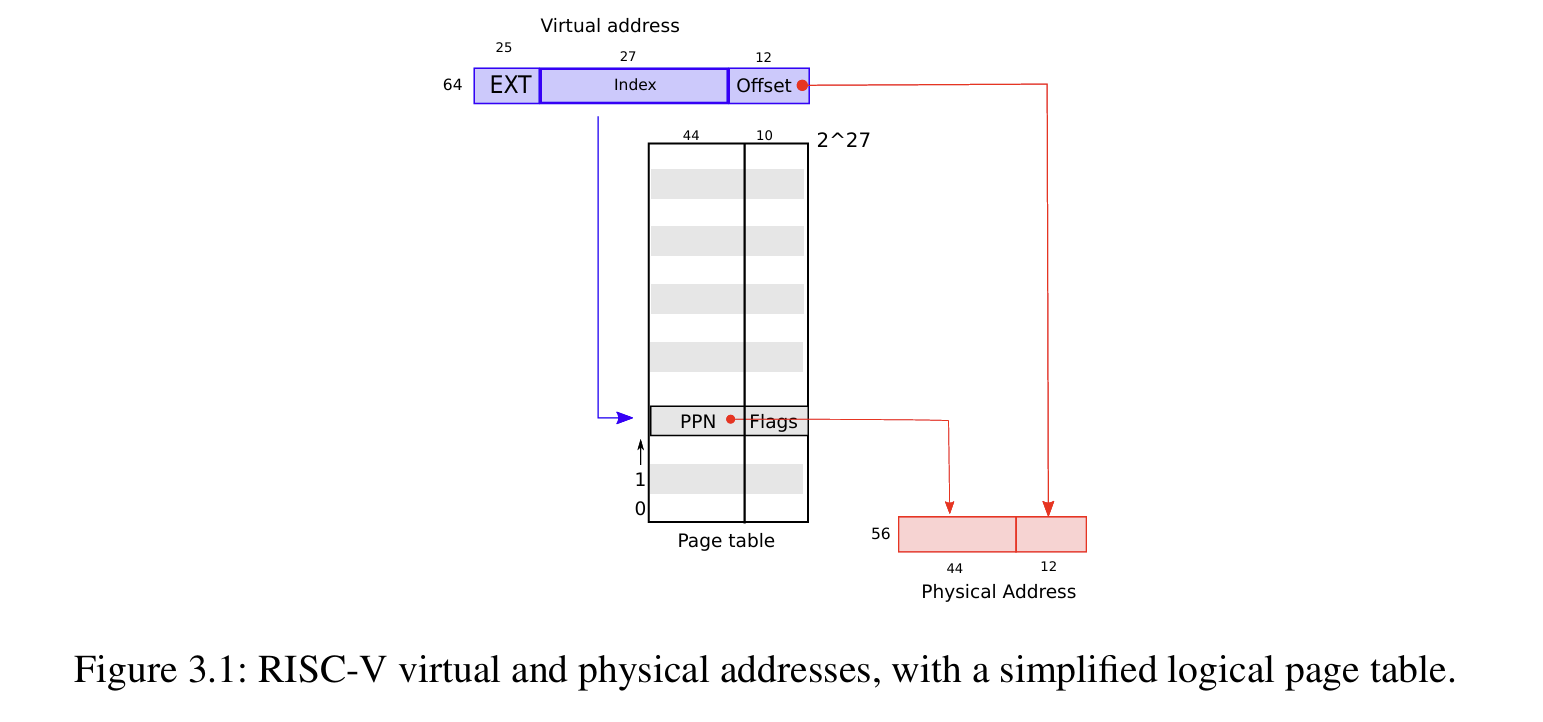 Virtual address
25
27
12
64
EXT
Index
Offset
44
10
2^27
PPN
Flags
1
0
Page table
56
44
12
Physical Address
Figure 3.1: RISC-V virtual and physical addresses, with a simplified logical page table.